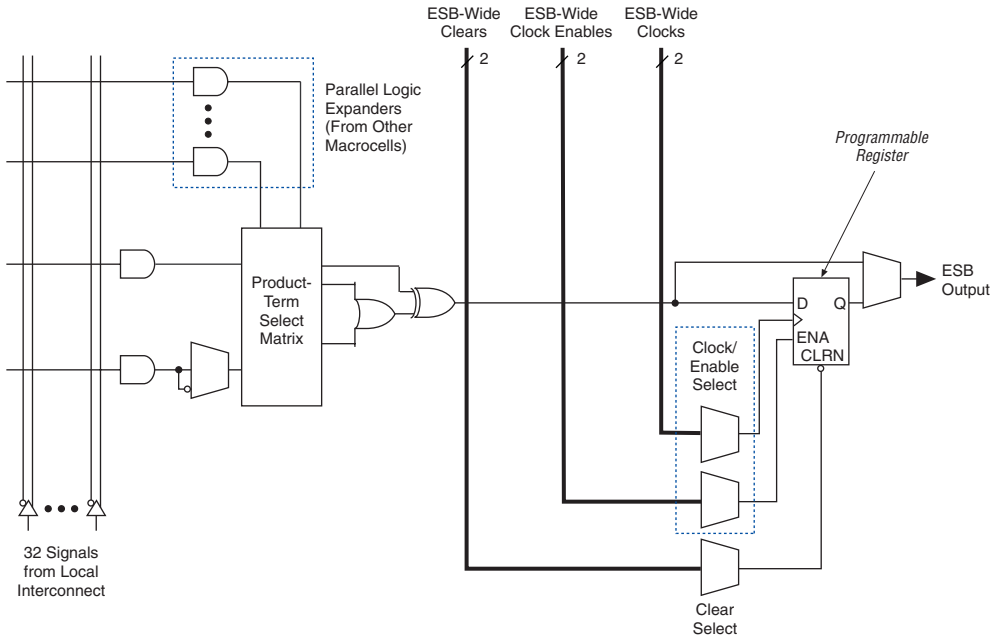 ESB-Wide
Clears
ESB-Wide
Clock Enables
ESB-Wide
Clocks
2
2
2
Parallel Logic
Expanders
(From Other
Macrocells)
Programmable
Register
Product-
Term
Select
Matrix
ESB
Output
D
Q
ENA
CLRN
Clock/
Enable
Select
32 Signals
from Local
Interconnect
Clear
Select